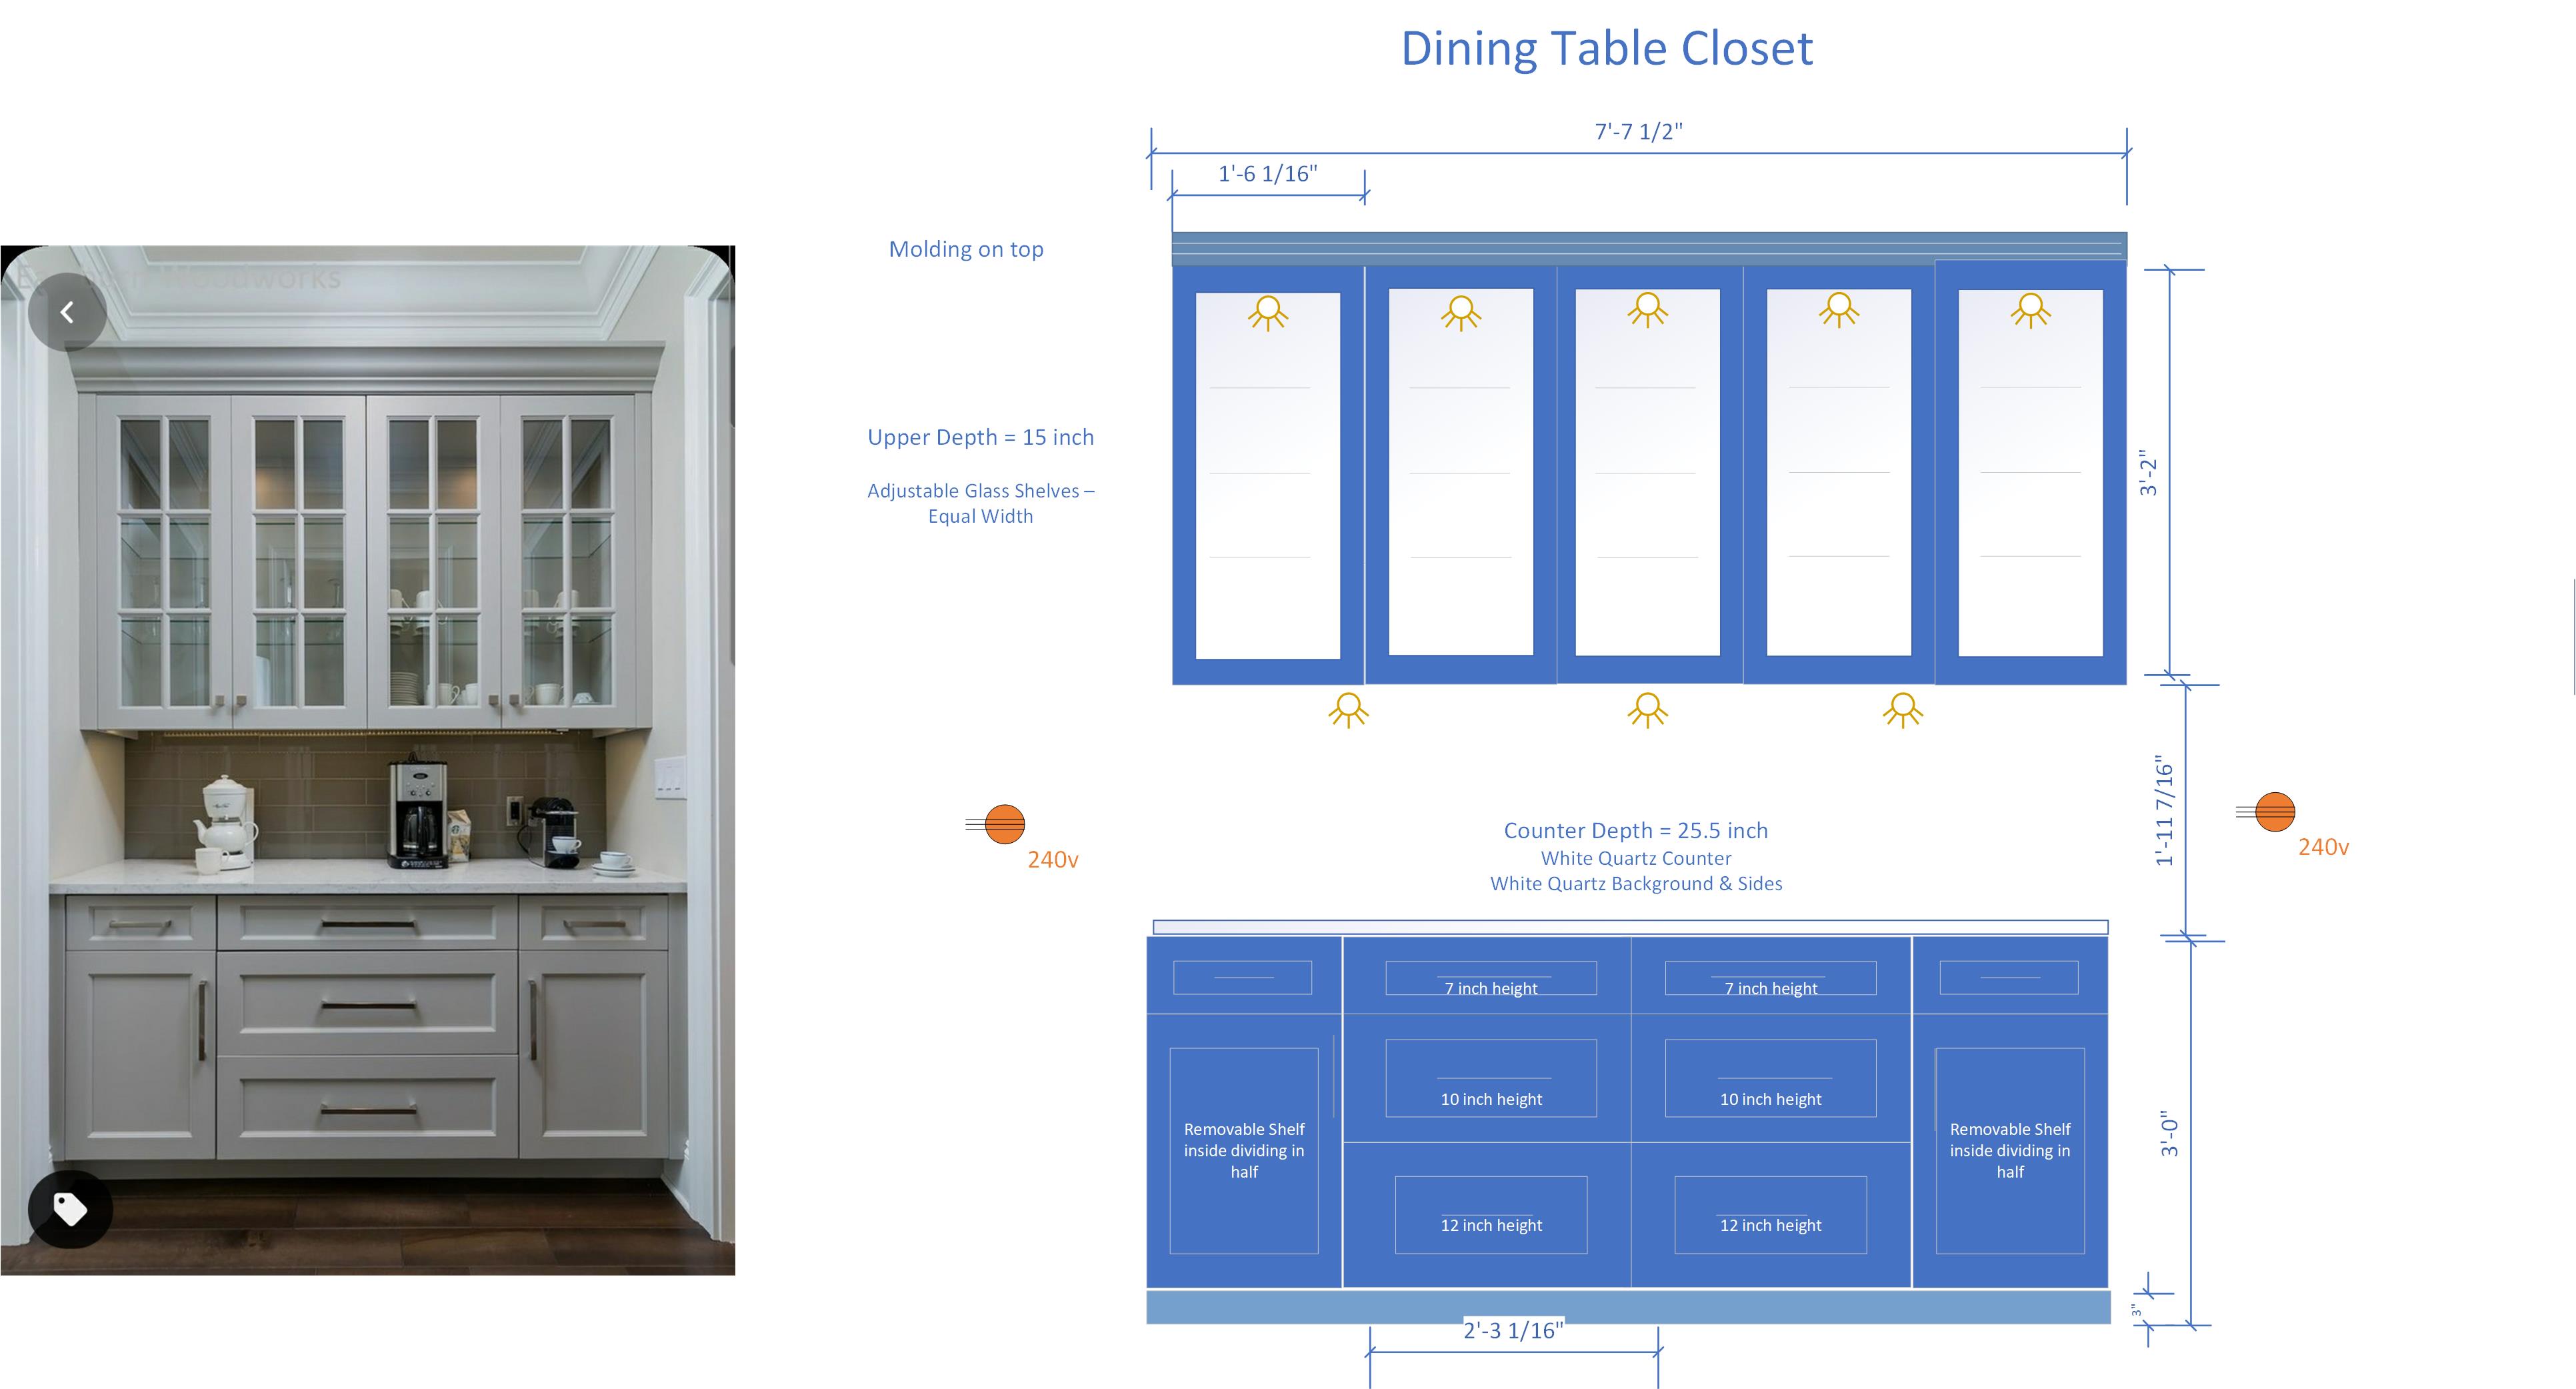 Dining Table Closet
7'-7 1/2"
1'-6 1/16"
Molding on top
Upper Depth = 15 inch
Adjustable Glass Shelves –
Equal Width
3'-2"
1'-11 7/16"
240v
240v
Counter Depth = 25.5 inch
White Quartz Counter
White Quartz Background & Sides
7 inch height
7 inch height
10 inch height
10 inch height
Removable Shelf
inside dividing in
half
Removable Shelf
inside dividing in
half
12 inch height
12 inch height
3'-0"
3"
2'-3 1/16"